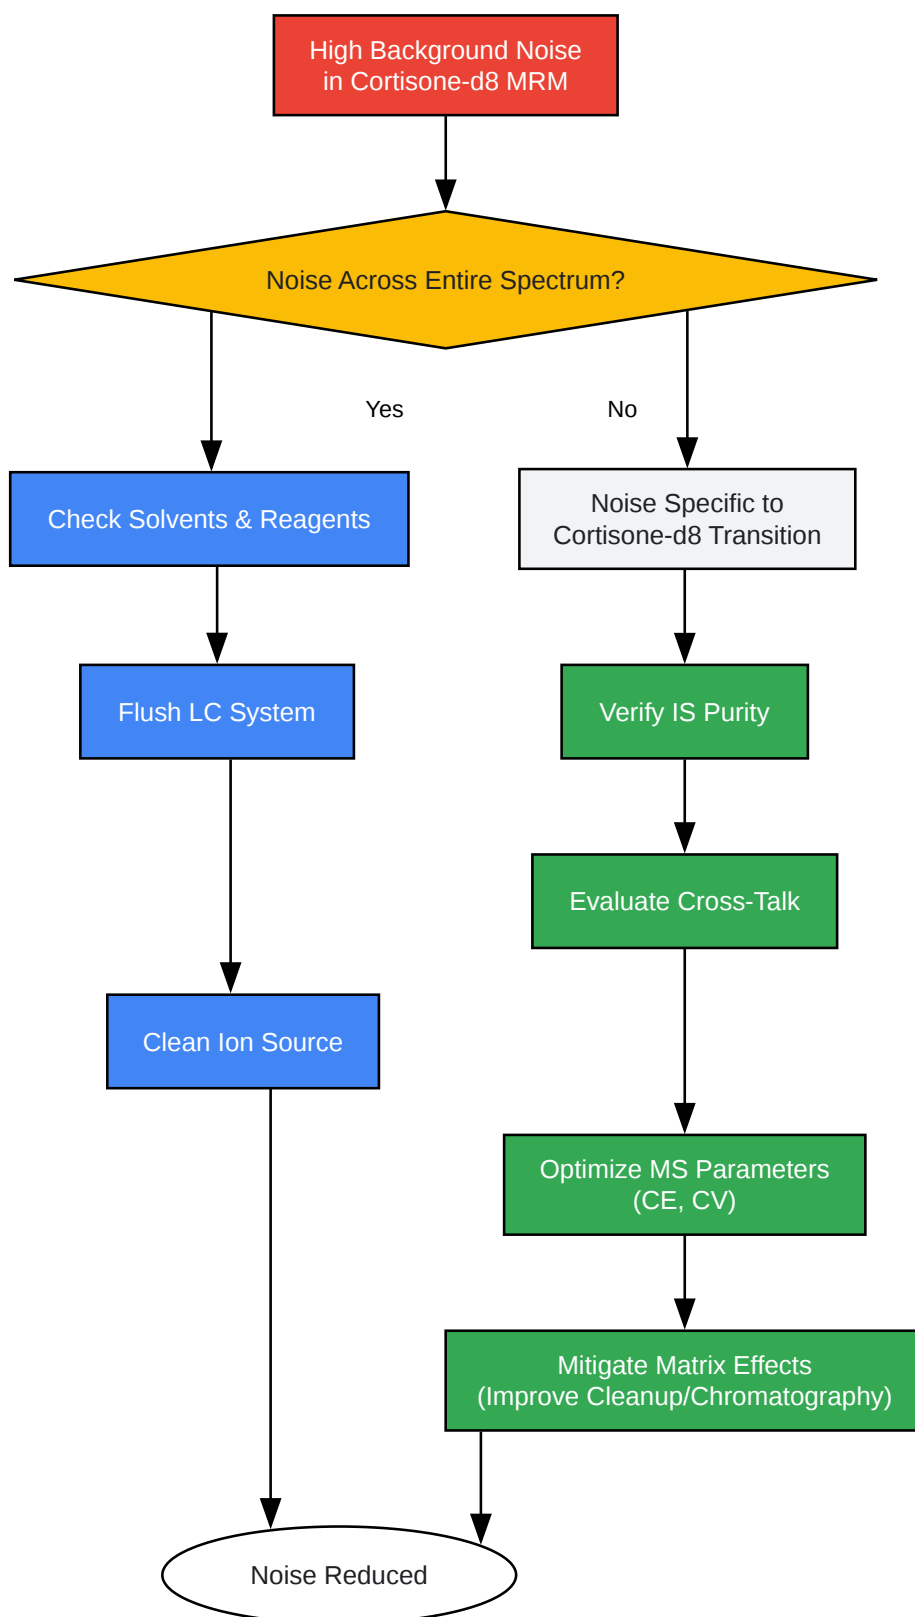 High Background Noise
in Cortisone-d8 MRM
Noise Across Entire Spectrum?
Yes
No
Check Solvents & Reagents
Noise Specific to
Cortisone-d8 Transition
Flush LC System
Verify IS Purity
Evaluate Cross-Talk
Clean Ion Source
Optimize MS Parameters
(CE, CV)
Mitigate Matrix Effects
(Improve Cleanup/Chromatography)
Noise Reduced